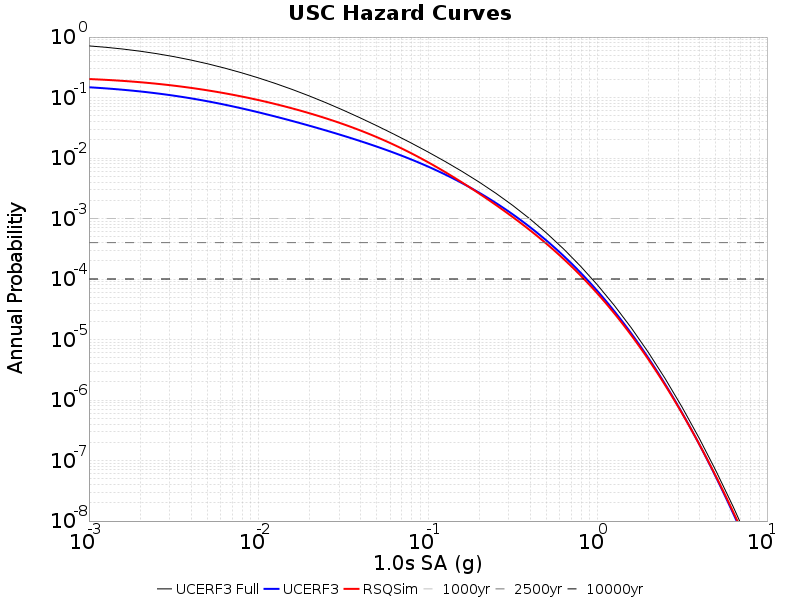 USC Hazard Curves
10^0
10^-1
10^-2
10^-3
10^-4
10^-5
10^-6
10^-7
10^-8
Annual Probabilitiy
10^-3 10^-2 10^-1 10^0 10^1
1.0s SA (g)
UCERF3 Full UCERF3 RSQSim 1000yr 2500yr 10000yr